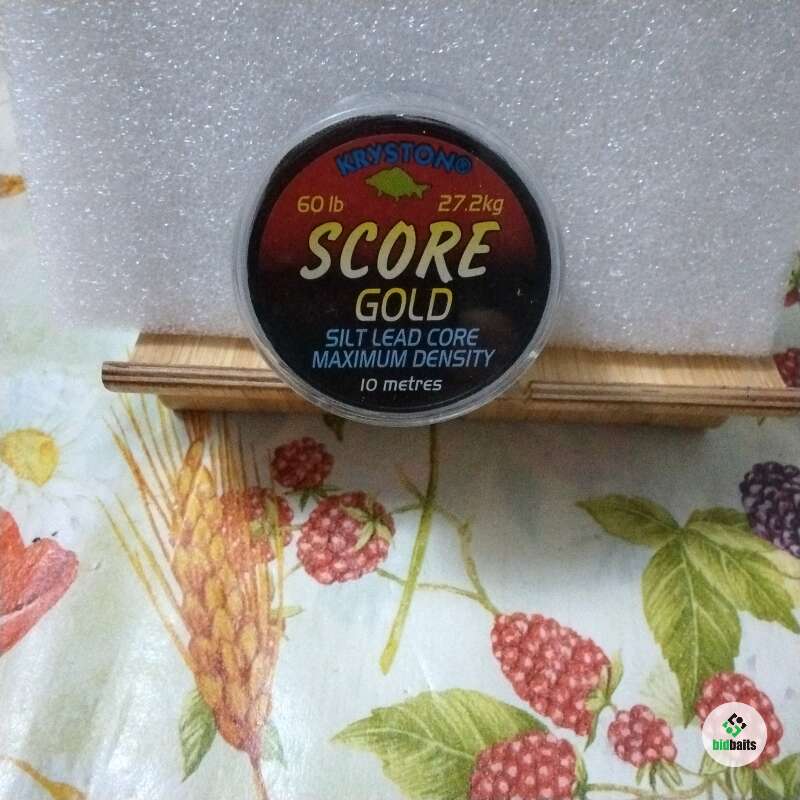 KRYSTON®
60 lb 27.2kg
SCORE
GOLD
SILT LEAD CORE
MAXIMUM DENSITY
10 metres
bidbaits